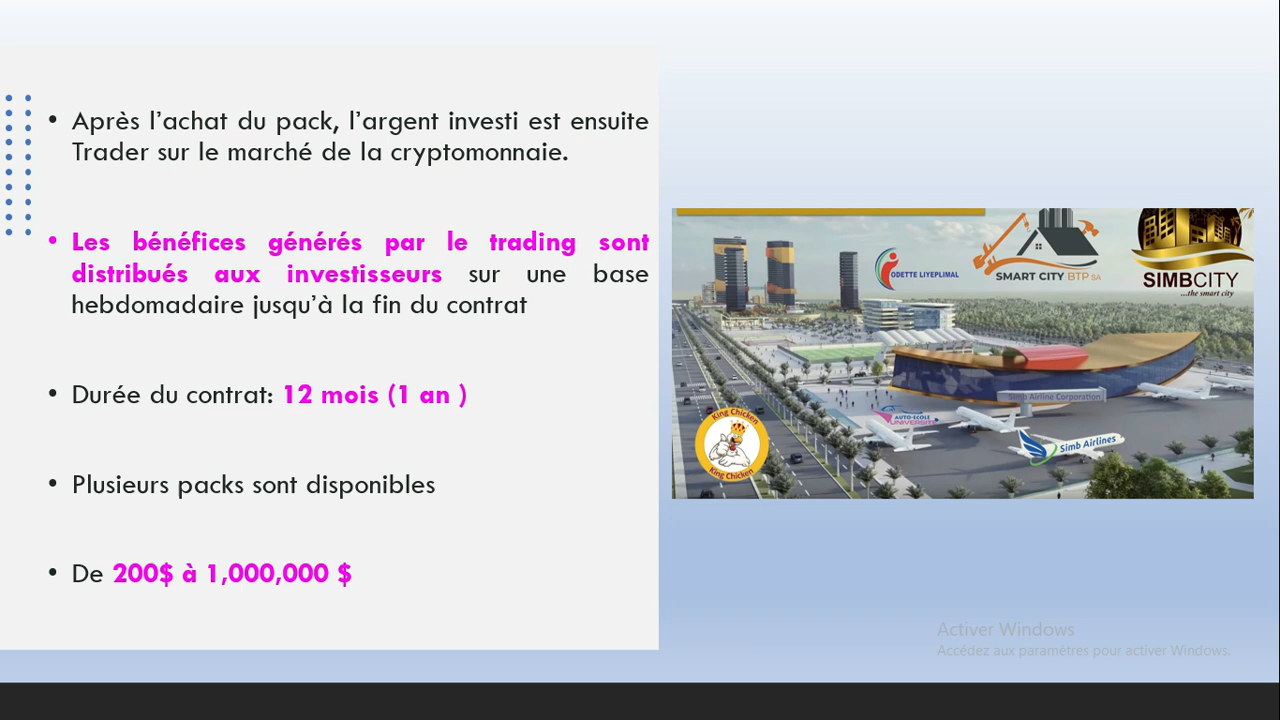 • Après l’achat du pack, l’argent investi est ensuite
Trader sur le marché de la cryptomonnaie.
• Les bénéfices générés par le trading sont
distribués aux investisseurs sur une base
hebdomadaire jusqu’à la fin du contrat
• Durée du contrat: 12 mois (1 an )
• Plusieurs packs sont disponibles
• De 200$ à 1,000,000 $
ODETTE LIYEPLIMAL
SMART CITY BTP SA
SIMBCITY
...the smart city
Simb Airline Corporation
AUTO-ECOLE
UNIVERSITE
King Chicken
King Chicken
Simb Airlines
Activer Windows
Accédez aux paramètres pour activer Windows.